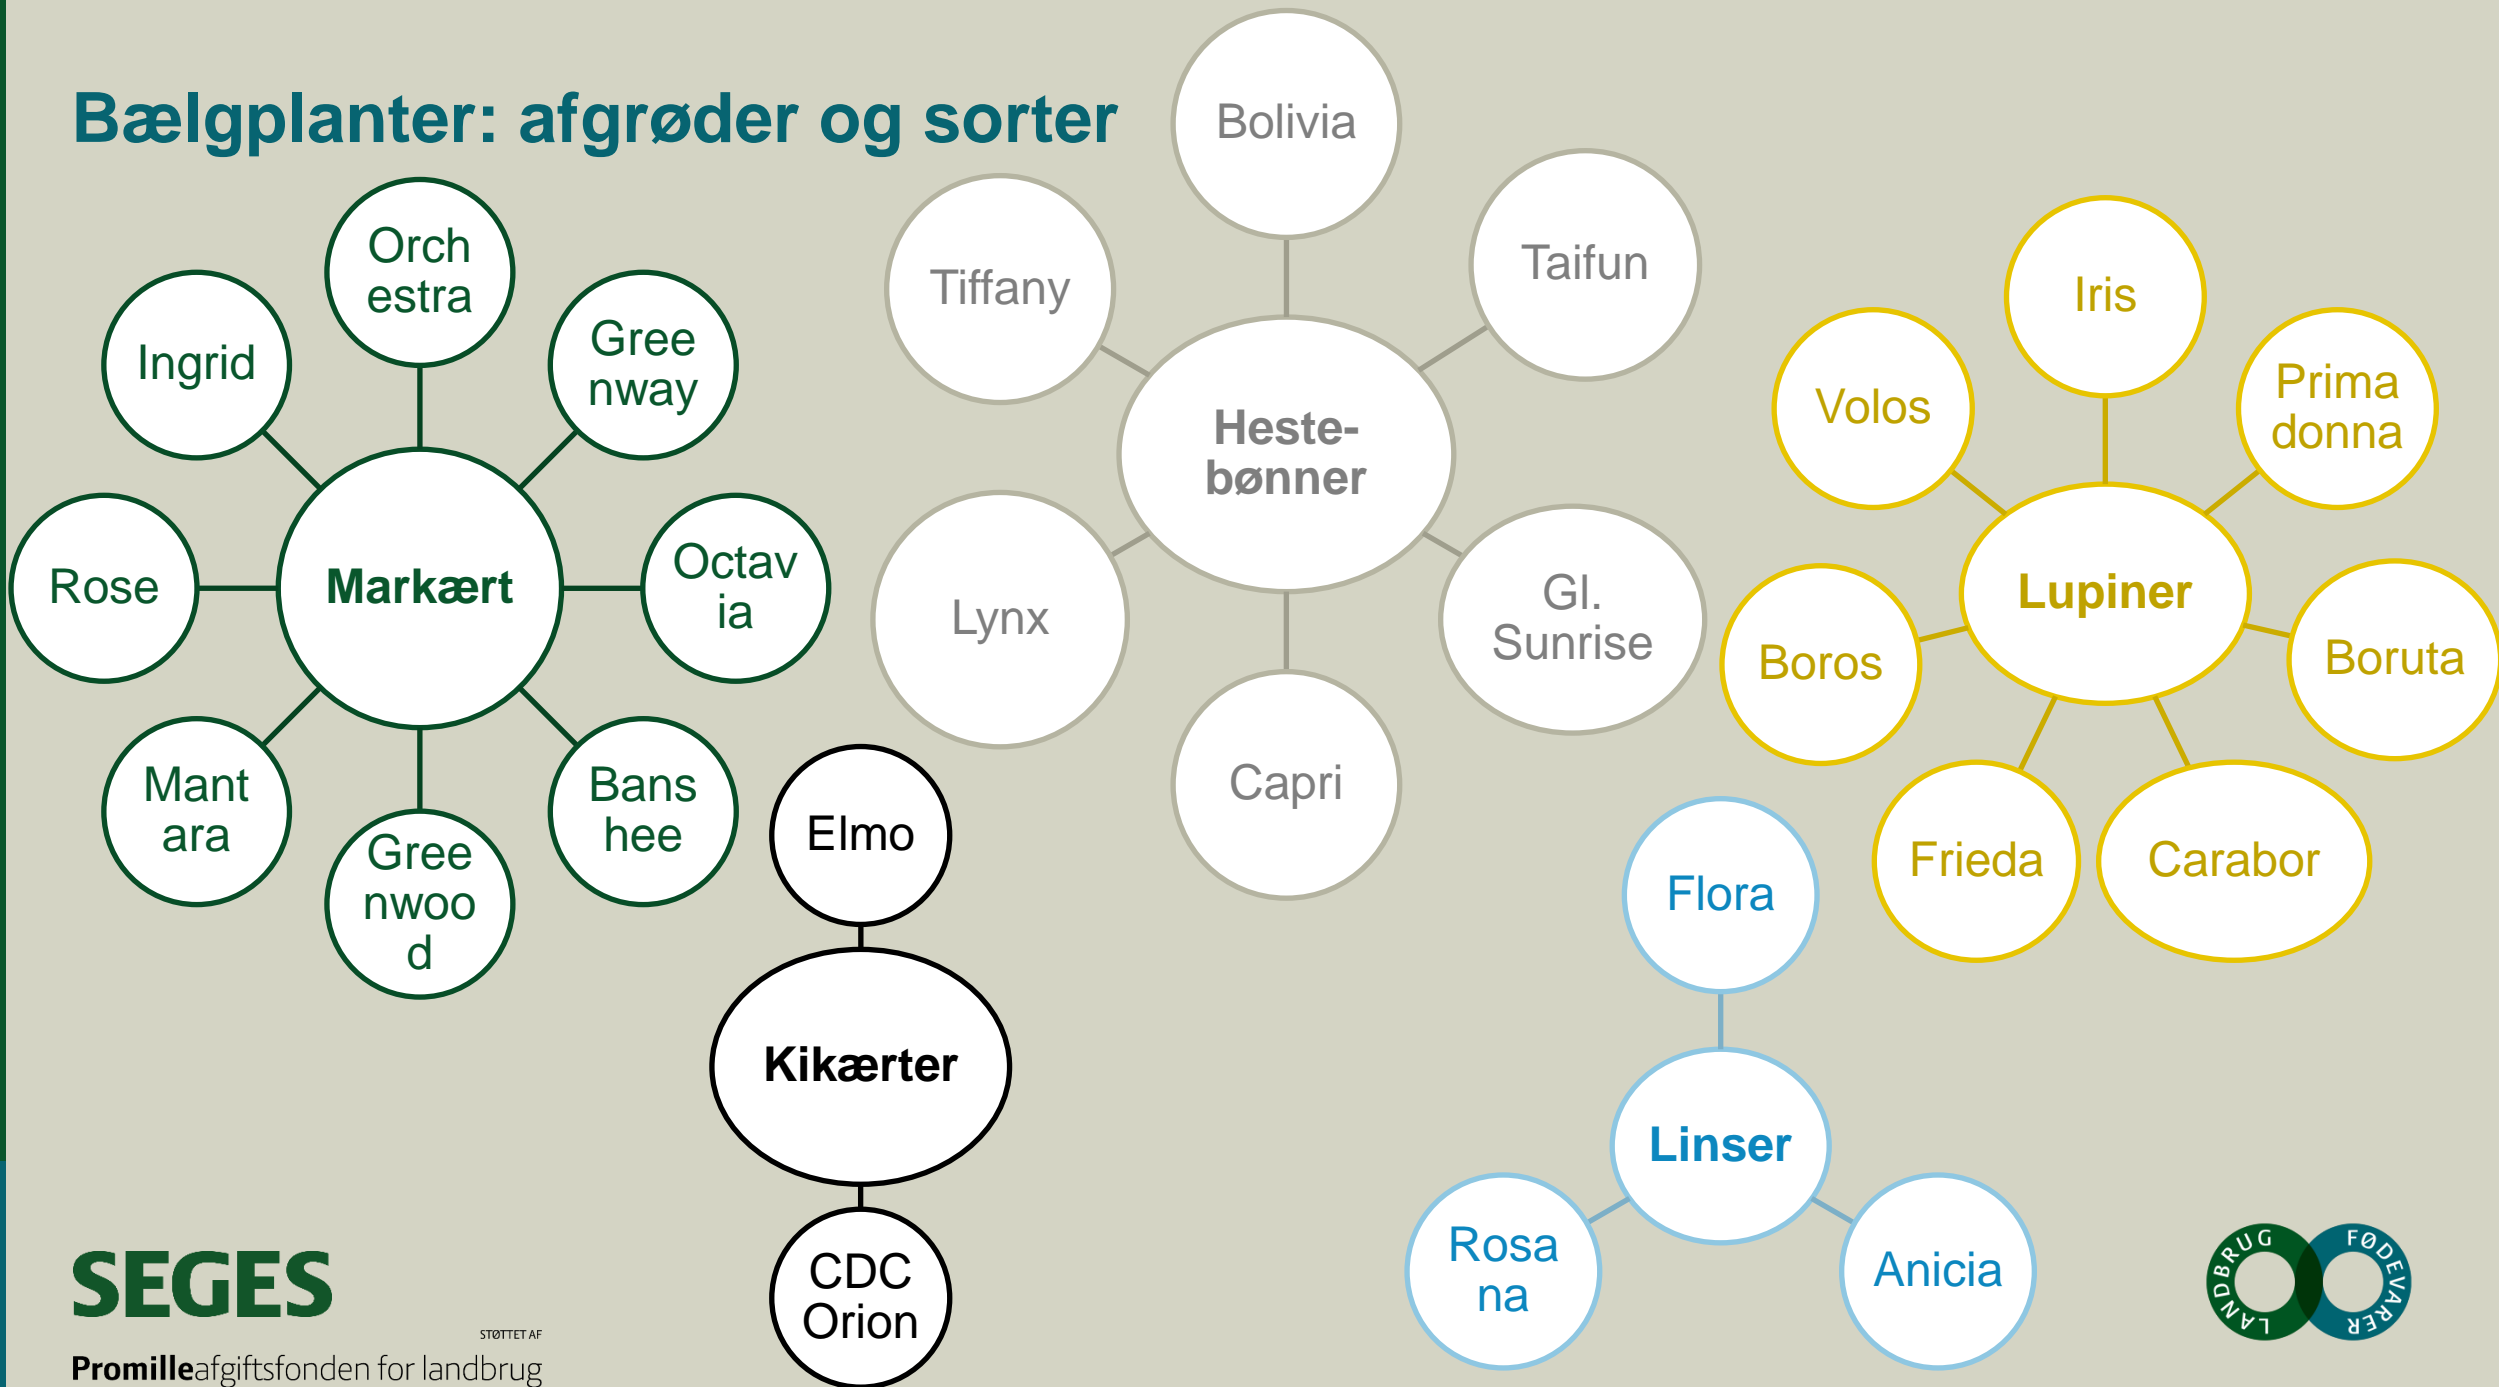 Bælgplanter: afgrøder og sorter
Markært
Orch
estra
Gree
nway
Octav
ia
Bans
hee
Gree
nwoo
d
Mant
ara
Rose
Ingrid
Heste-
bønner
Bolivia
Taifun
Gl.
Sunrise
Capri
Lynx
Tiffany
Lupiner
Iris
Prima
donna
Boruta
Carabor
Frieda
Boros
Volos
Kikærter
Elmo
CDC
Orion
Linser
Flora
Anicia
Rosa
na
SEGES
STØTTET AF
Promilleafgiftsfonden for landbrug
LANDBRUG
FØDEVARER